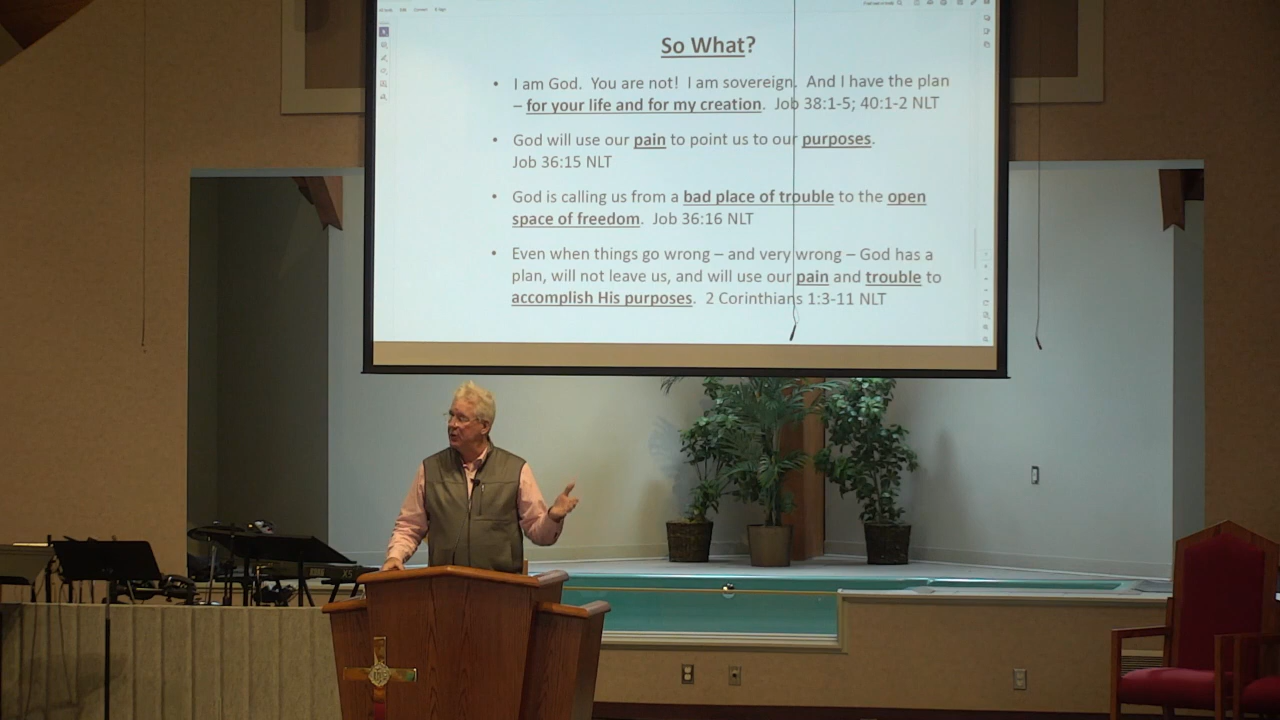 So What?
• I am God. You are not! I am sovereign. And I have the plan
– for your life and for my creation. Job 38:1-5; 40:1-2 NLT
• God will use our pain to point us to our purposes.
Job 36:15 NLT
• God is calling us from a bad place of trouble to the open
space of freedom. Job 36:16 NLT
• Even when things go wrong – and very wrong – God has a
plan, will not leave us, and will use our pain and trouble to
accomplish His purposes. 2 Corinthians 1:3-11 NLT